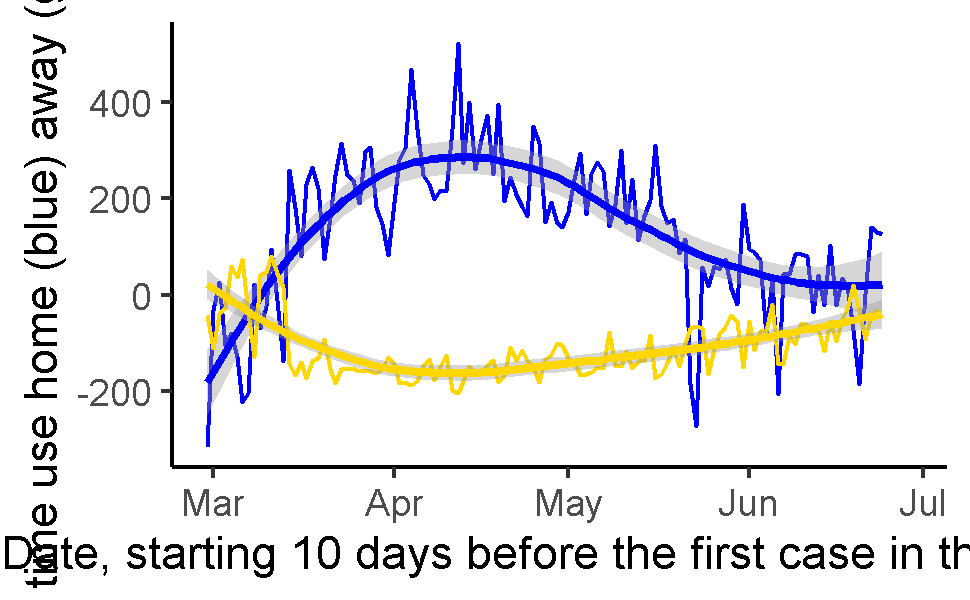 time use home (blue) away (
400
200
0
-200
Mar Apr May Jun Jul
Date, starting 10 days before the first case in th